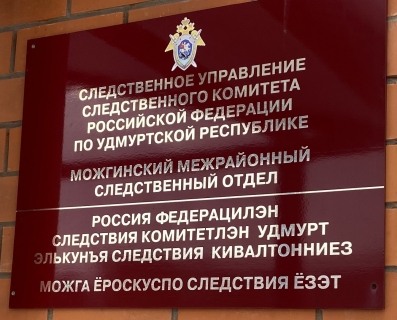 СЛЕДСТВЕННОЕ УПРАВЛЕНИЕ
СЛЕДСТВЕННОГО КОМИТЕТА
РОССИЙСКОЙ ФЕДЕРАЦИИ
ПО УДМУРТСКОЙ РЕСПУБЛИКЕ
МОЖГИНСКИЙ МЕЖРАЙОННЫЙ
СЛЕДСТВЕННЫЙ ОТДЕЛ
РОССИЯ ФЕДЕРАЦИЛЭН
СЛЕДСТВИЯ КОМИТЕТЛЭН УДМУРТ
ЭЛЬКУНЪЯ СЛЕДСТВИЯ КИВАЛТОННИЕЗ
МОЖГА ЁРОСКУСПО СЛЕДСТВИЯ ЁЗЭТ